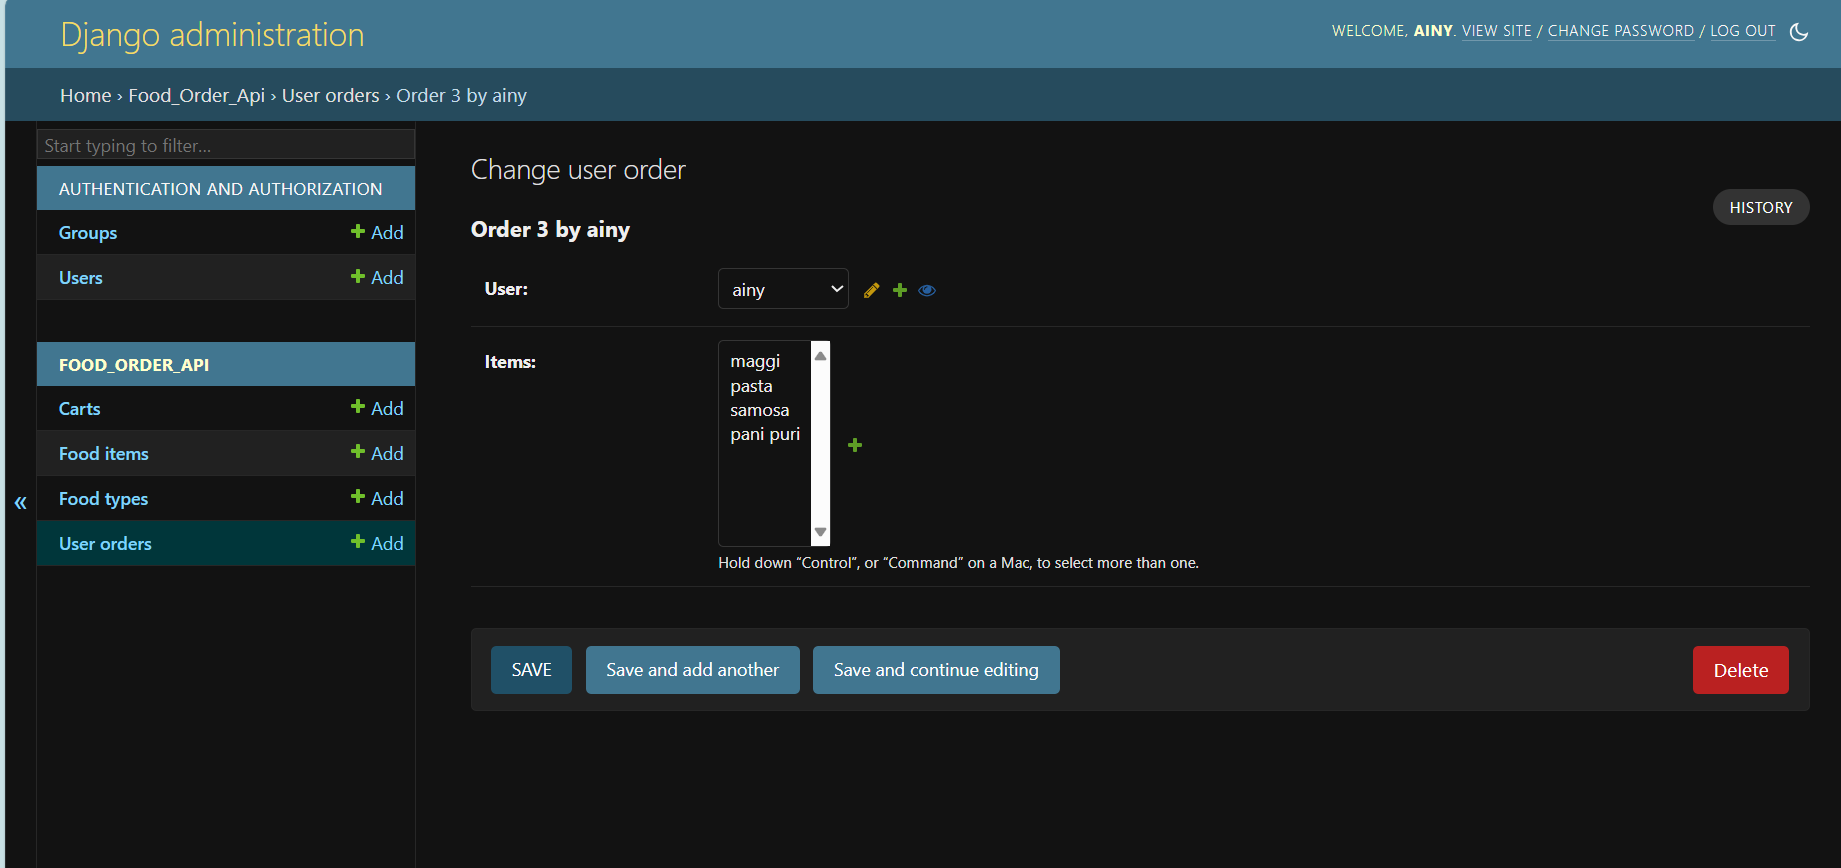 Django administration
WELCOME, AINY. VIEW SITE / CHANGE PASSWORD / LOG OUT
Home › Food_Order_Api › User orders › Order 3 by ainy
Start typing to filter...
AUTHENTICATION AND AUTHORIZATION
Groups + Add
Users + Add
FOOD_ORDER_API
Carts + Add
Food items + Add
Food types + Add
User orders + Add
«
Change user order
HISTORY
Order 3 by ainy
User: ainy
Items:
maggi
pasta
samosa
pani puri
Hold down “Control”, or “Command” on a Mac, to select more than one.
SAVE Save and add another Save and continue editing Delete